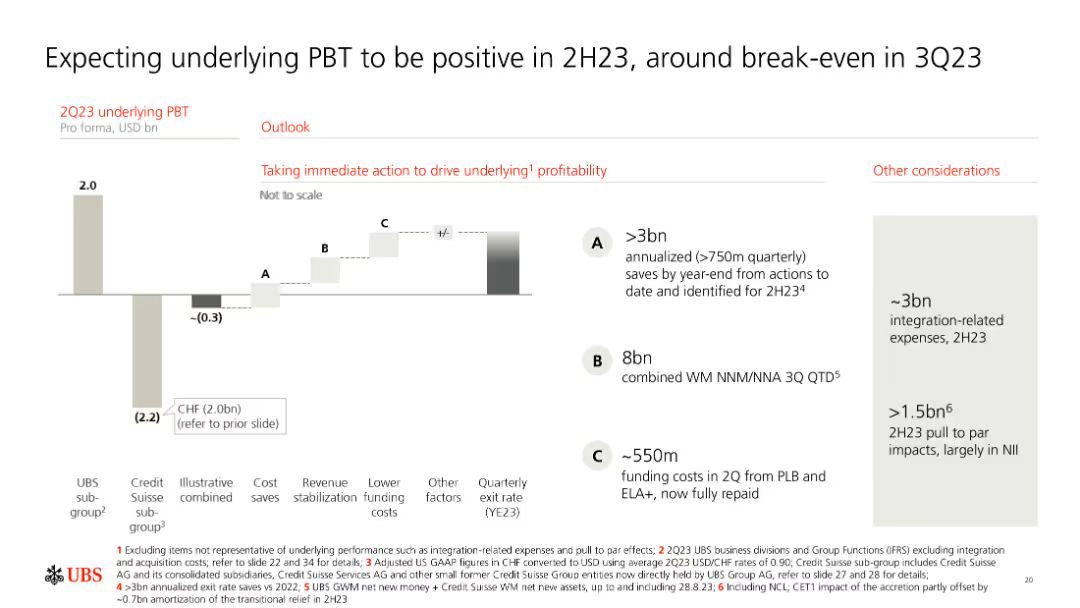 Expecting underlying PBT to be positive in 2H23, around break-even in 3Q23
2Q23 underlying PBT
Pro forma, USD bn
Outlook
Taking immediate action to drive underlying¹ profitability
Not to scale
Other considerations
2.0
(2.2)
~(0.3)
A
B
C
+/-
CHF (2.0bn)
(refer to prior slide)
UBS
sub-
group²
Credit
Suisse
sub-
group³
Illustrative
combined
Cost
saves
Revenue
stabilization
Lower
funding
costs
Other
factors
Quarterly
exit rate
(YE23)
A
>3bn
annualized (>750m quarterly)
saves by year-end from actions to
date and identified for 2H23⁴
B
8bn
combined WM NNM/NNA 3Q QTD⁵
C
~550m
funding costs in 2Q from PLB and
ELA+, now fully repaid
~3bn
integration-related
expenses, 2H23
>1.5bn⁶
2H23 pull to par
impacts, largely in NII
UBS
1 Excluding items not representative of underlying performance such as integration-related expenses and pull to par effects; 2 2Q23 UBS business divisions and Group Functions (IFRS) excluding integration
and acquisition costs; refer to slide 22 and 34 for details; 3 Adjusted US GAAP figures in CHF converted to USD using average 2Q23 USD/CHF rates of 0.90; Credit Suisse sub-group includes Credit Suisse
AG and its consolidated subsidiaries, Credit Suisse Services AG and other small former Credit Suisse Group entities now directly held by UBS Group AG, refer to slide 27 and 28 for details;
4 >3bn annualized exit rate saves vs 2022; 5 UBS GWM net new money + Credit Suisse WM net new assets, up to and including 28.8.23; 6 Including NCL; CET1 impact of the accretion partly offset by
~0.7bn amortization of the transitional relief in 2H23
20